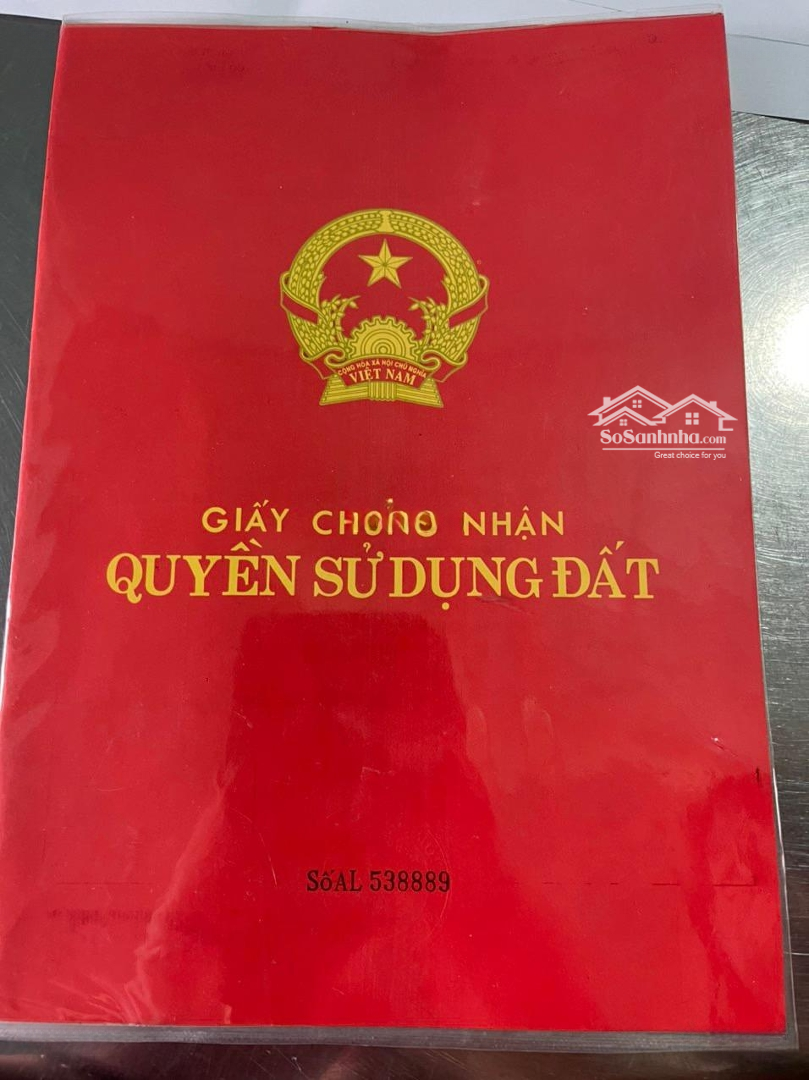 CỘNG HÒA XÃ HỘI CHỦ NGHĨA
VIỆT NAM
SoSanhnha.com
Great choice for you
GIẤY CHỨNG NHẬN
QUYỀN SỬ DỤNG ĐẤT
Số AL 538889